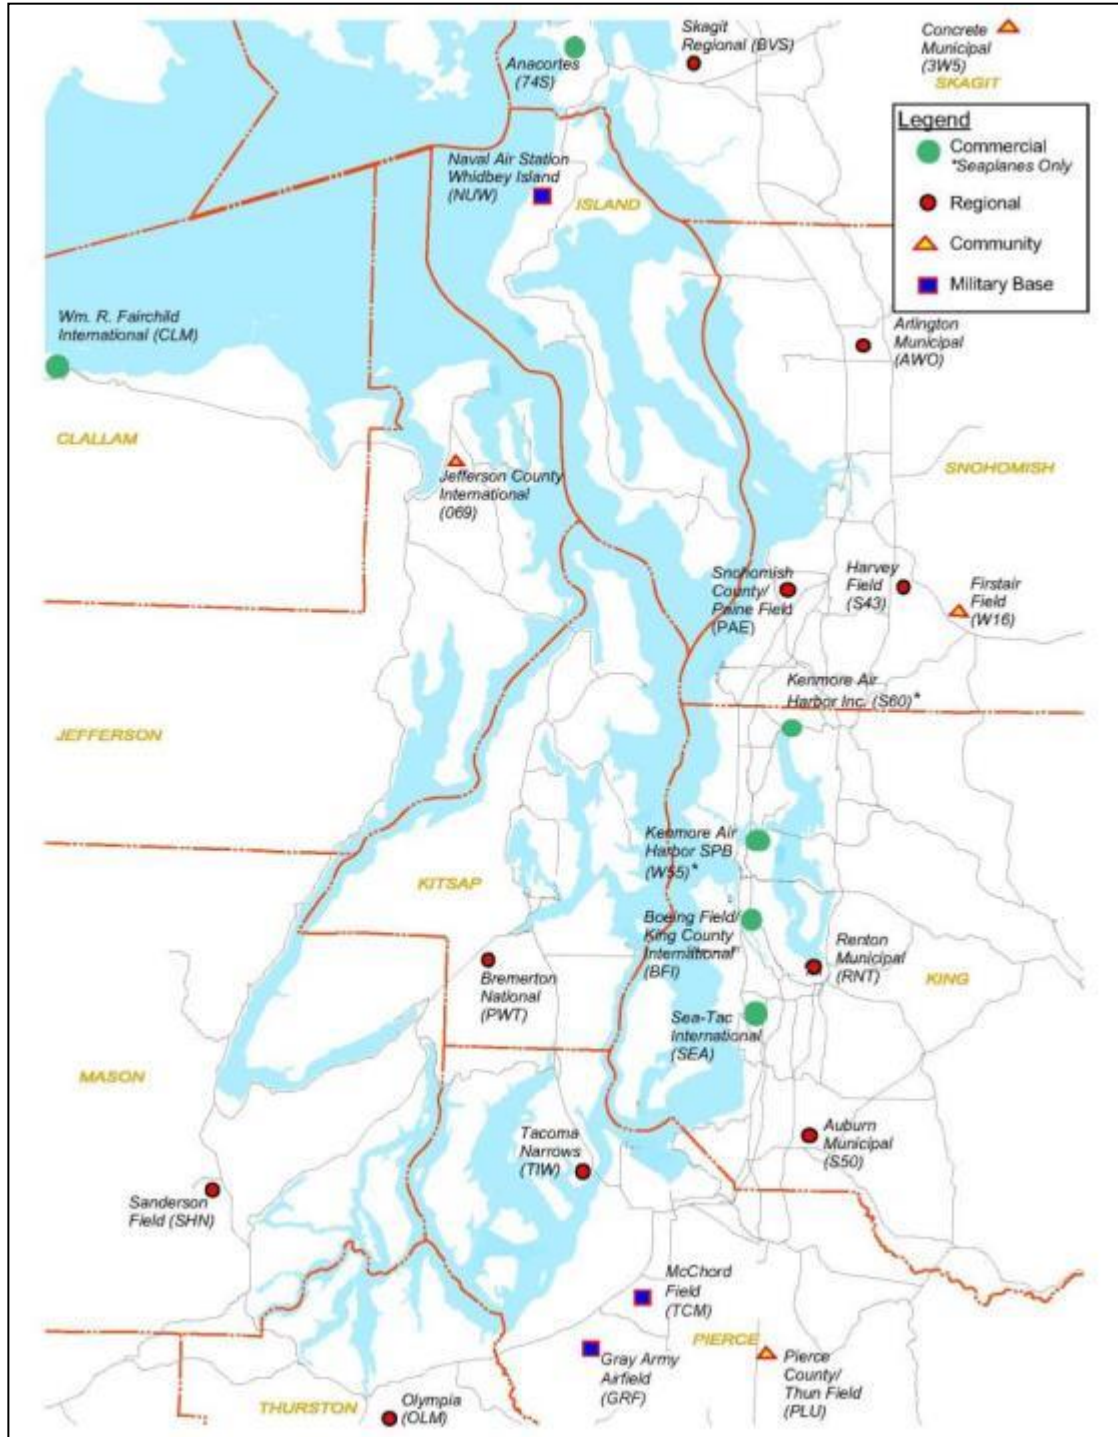 Skagit
Regional (BVS)
Concrete
Municipal
(3W5)
SKAGIT
Anacortes
(74S)
Legend
Commercial
*Seaplanes Only
Regional
Community
Military Base
Naval Air Station
Whidbey Island
(NUW)
ISLAND
Wm. R. Fairchild
International (CLM)
Arlington
Municipal
(AWO)
CLALLAM
SNOHOMISH
Jefferson County
International
(069)
Snohomish
County/
Paine Field
(PAE)
Harvey
Field
(S43)
Firstair
Field
(W16)
Kenmore Air
Harbor Inc. (S60)*
JEFFERSON
Kenmore Air
Harbor SPB
(W55)*
KITSAP
Boeing Field/
King County
International
(BFI)
Renton
Municipal
(RNT)
KING
Bremerton
National
(PWT)
Sea-Tac
International
(SEA)
MASON
Auburn
Municipal
(S50)
Tacoma
Narrows
(TIW)
Sanderson
Field (SHN)
McChord
Field
(TCM)
PIERCE
Gray Army
Airfield
(GRF)
Pierce
County/
Thun Field
(PLU)
THURSTON
Olympia
(OLM)